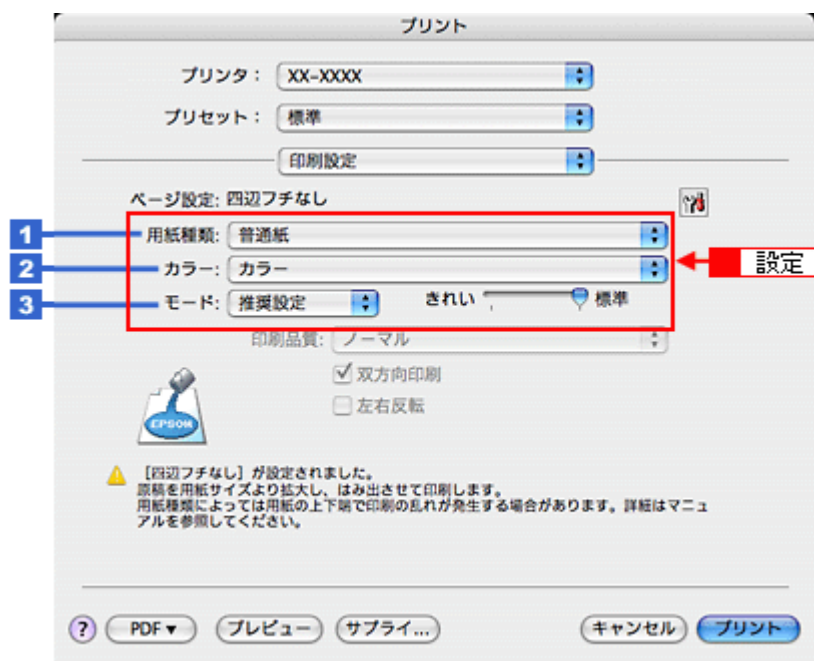 プリント
プリンタ： XX-XXXX
プリセット： 標準
印刷設定
ページ設定: 四辺フチなし
1 用紙種類: 普通紙
2 カラー: カラー
設定
3 モード: 推奨設定 きれい 標準
印刷品質: ノーマル
双方向印刷
左右反転
EPSON
[四辺フチなし] が設定されました。
原稿を用紙サイズより拡大し、はみ出させて印刷します。
用紙種類によっては用紙の上下端で印刷の乱れが発生する場合があります。詳細はマニュ
アルを参照してください。
? PDF▼ プレビュー サプライ... キャンセル プリント